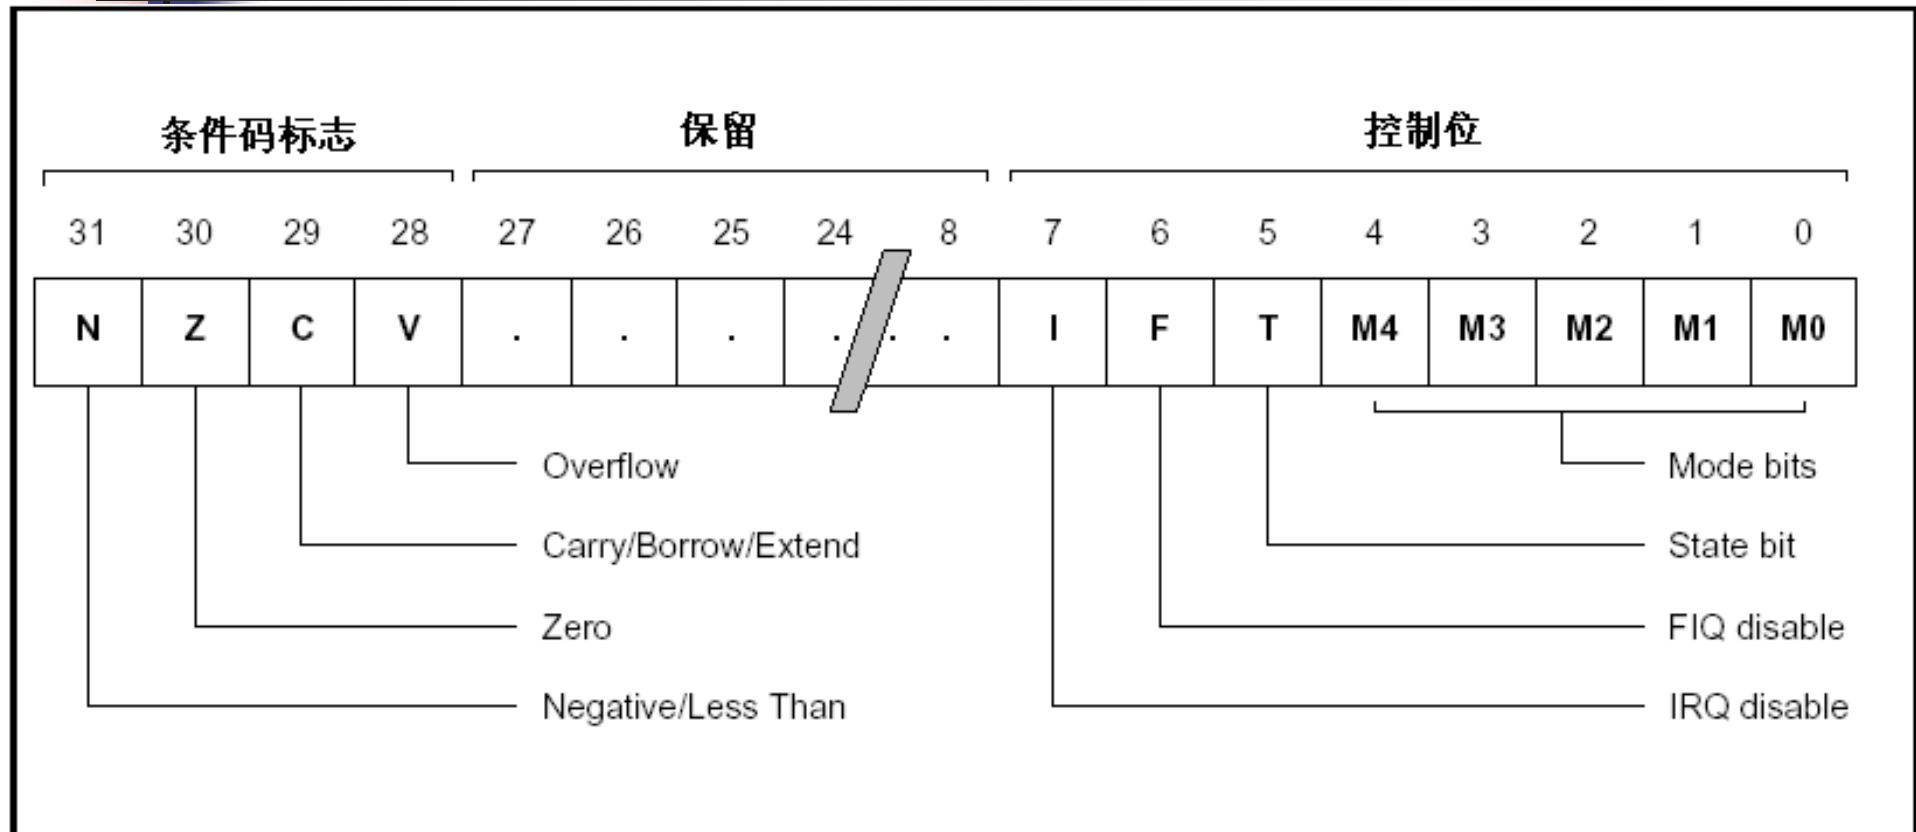 条件码标志 保留 控制位
31 30 29 28 27 26 25 24 8 7 6 5 4 3 2 1 0
N Z C V . . . . . . I F T M4 M3 M2 M1 M0
Overflow Mode bits
Carry/Borrow/Extend State bit
Zero FIQ disable
Negative/Less Than IRQ disable